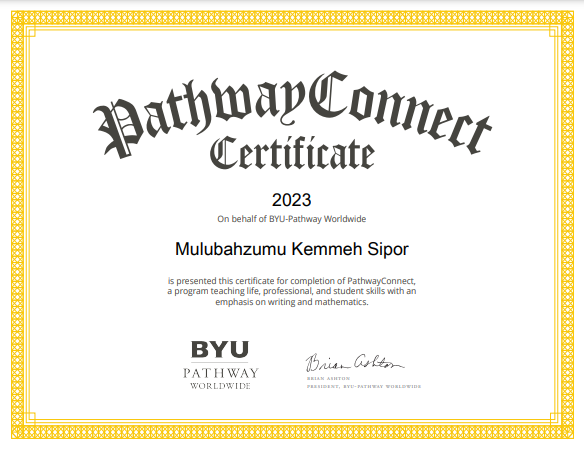 PathwayConnect
Certificate
2023
On behalf of BYU-Pathway Worldwide
Mulubahzumu Kemmeh Sipor
is presented this certificate for completion of PathwayConnect,
a program teaching life, professional, and student skills with an
emphasis on writing and mathematics.
BYU
PATHWAY
WORLDWIDE
Brian Ashton
BRIAN ASHTON
PRESIDENT, BYU-PATHWAY WORLDWIDE